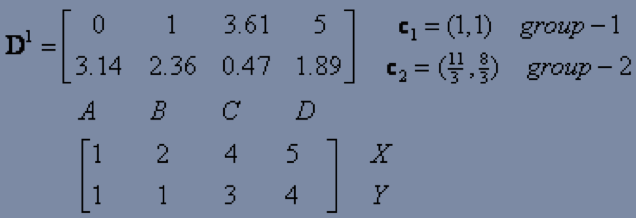 D¹ = [ 0 1 3.61 5 ] c₁ = (1,1) group − 1
[ 3.14 2.36 0.47 1.89 ] c₂ = (11/3, 8/3) group − 2
A B C D
[ 1 2 4 5 ] X
[ 1 1 3 4 ] Y